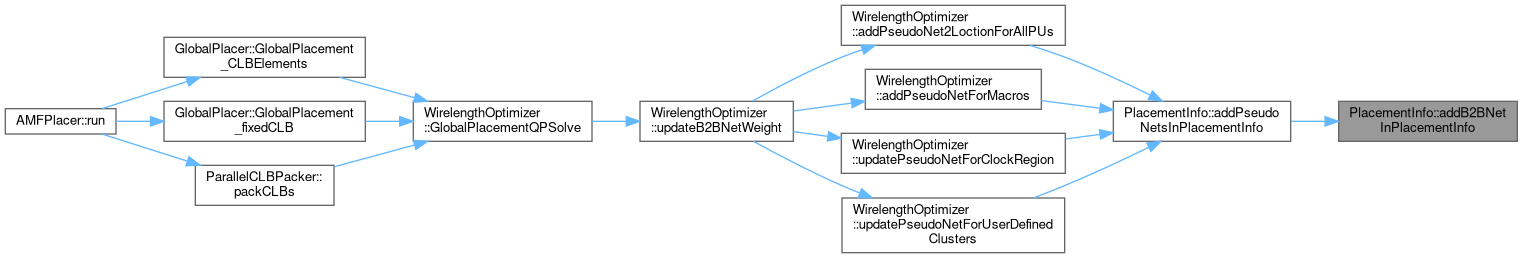 AMFPlacer::run
GlobalPlacer::GlobalPlacement
_CLBElements
GlobalPlacer::GlobalPlacement
_fixedCLB
ParallelCLBPacker::
packCLBs
WirelengthOptimizer
::GlobalPlacementQPSolve
WirelengthOptimizer
::updateB2BNetWeight
WirelengthOptimizer
::addPseudoNet2LoctionForAllPUs
WirelengthOptimizer
::addPseudoNetForMacros
WirelengthOptimizer
::updatePseudoNetForClockRegion
WirelengthOptimizer
::updatePseudoNetForUserDefined
Clusters
PlacementInfo::addPseudo
NetsInPlacementInfo
PlacementInfo::addB2BNet
InPlacementInfo